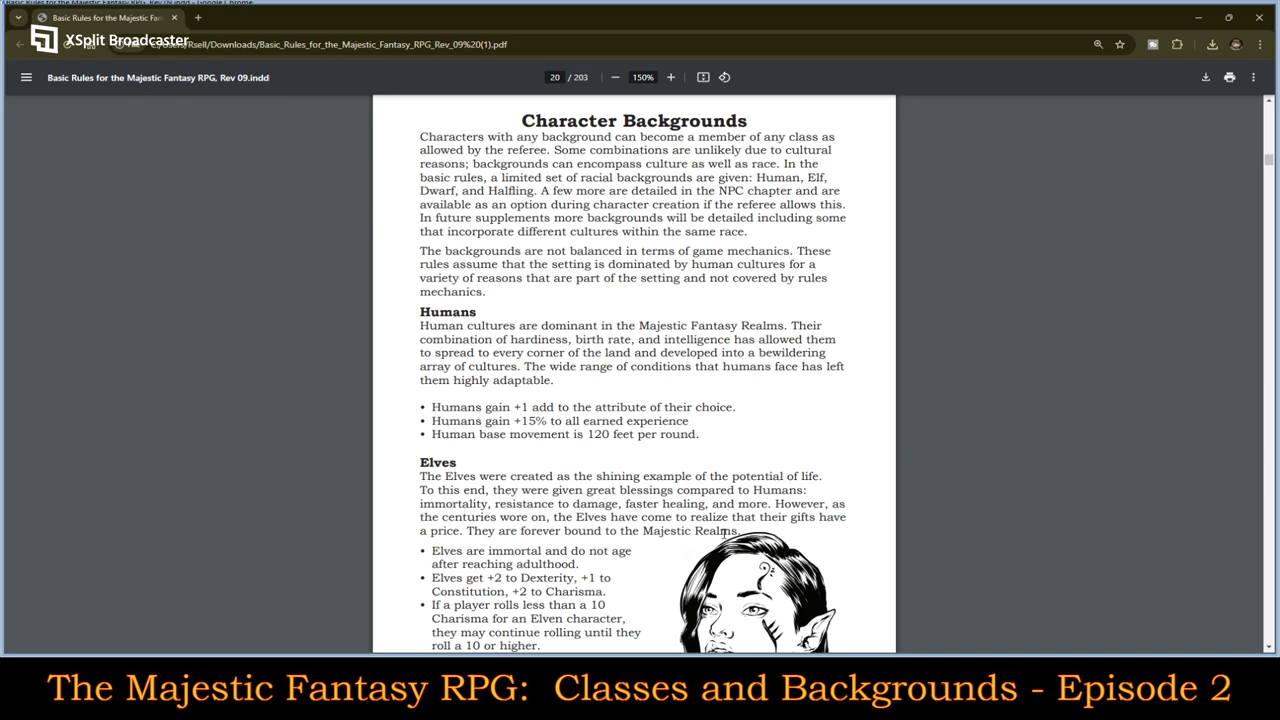 Basic Rules for the Majestic Fan
XSplit Broadcaster
C:/Users/Rsell/Downloads/Basic_Rules_for_the_Majestic_Fantasy_RPG_Rev_09%20(1).pdf
Basic Rules for the Majestic Fantasy RPG, Rev 09.indd
20 / 203
150%
Character Backgrounds
Characters with any background can become a member of any class as
allowed by the referee. Some combinations are unlikely due to cultural
reasons; backgrounds can encompass culture as well as race. In the
basic rules, a limited set of racial backgrounds are given: Human, Elf,
Dwarf, and Halfling. A few more are detailed in the NPC chapter and are
available as an option during character creation if the referee allows this.
In future supplements more backgrounds will be detailed including some
that incorporate different cultures within the same race.
The backgrounds are not balanced in terms of game mechanics. These
rules assume that the setting is dominated by human cultures for a
variety of reasons that are part of the setting and not covered by rules
mechanics.
Humans
Human cultures are dominant in the Majestic Fantasy Realms. Their
combination of hardiness, birth rate, and intelligence has allowed them
to spread to every corner of the land and developed into a bewildering
array of cultures. The wide range of conditions that humans face has left
them highly adaptable.
• Humans gain +1 add to the attribute of their choice.
• Humans gain +15% to all earned experience
• Human base movement is 120 feet per round.
Elves
The Elves were created as the shining example of the potential of life.
To this end, they were given great blessings compared to Humans:
immortality, resistance to damage, faster healing, and more. However, as
the centuries wore on, the Elves have come to realize that their gifts have
a price. They are forever bound to the Majestic Realms.
• Elves are immortal and do not age
after reaching adulthood.
• Elves get +2 to Dexterity, +1 to
Constitution, +2 to Charisma.
• If a player rolls less than a 10
Charisma for an Elven character,
they may continue rolling until they
roll a 10 or higher.
The Majestic Fantasy RPG: Classes and Backgrounds - Episode 2